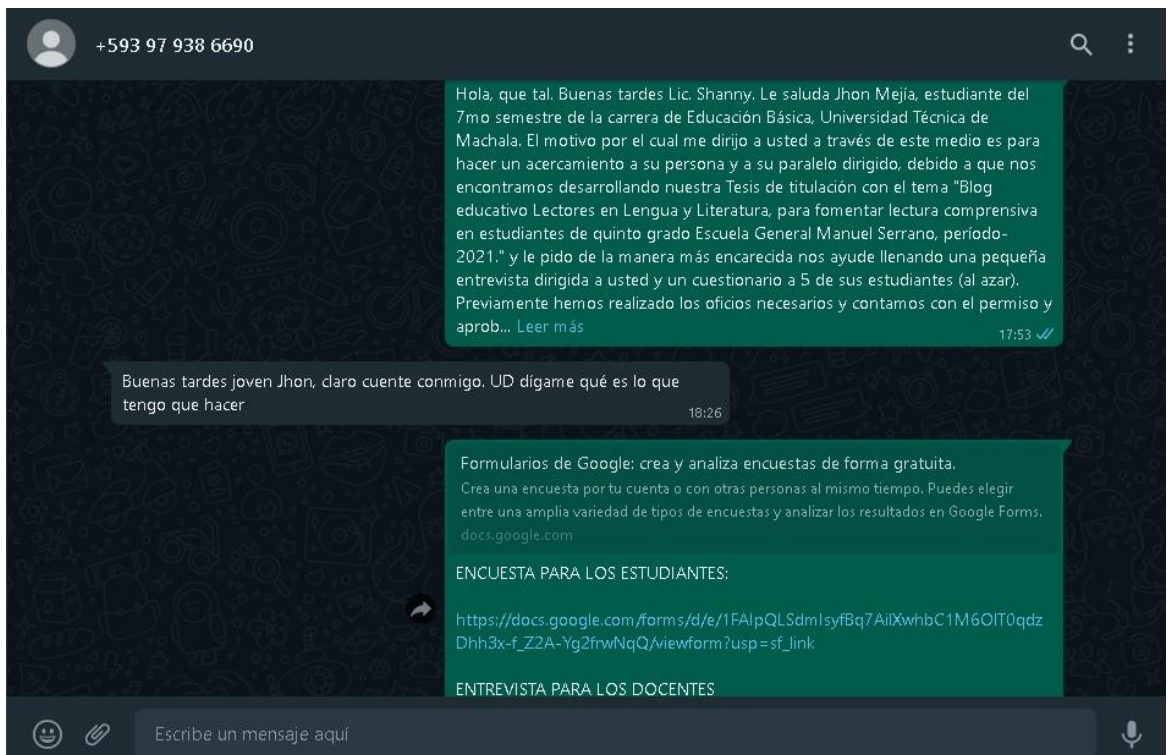 +593 97 938 6690
Hola, que tal. Buenas tardes Lic. Shanny. Le saluda Jhon Mejía, estudiante del
7mo semestre de la carrera de Educación Básica, Universidad Técnica de
Machala. El motivo por el cual me dirijo a usted a través de este medio es para
hacer un acercamiento a su persona y a su paralelo dirigido, debido a que nos
encontramos desarrollando nuestra Tesis de titulación con el tema "Blog
educativo Lectores en Lengua y Literatura, para fomentar lectura comprensiva
en estudiantes de quinto grado Escuela General Manuel Serrano, período-
2021." y le pido de la manera más encarecida nos ayude llenando una pequeña
entrevista dirigida a usted y un cuestionario a 5 de sus estudiantes (al azar).
Previamente hemos realizado los oficios necesarios y contamos con el permiso y
aprob... Leer más
17:53
Buenas tardes joven Jhon, claro cuente conmigo. UD dígame qué es lo que
tengo que hacer
18:26
Formularios de Google: crea y analiza encuestas de forma gratuita.
Crea una encuesta por tu cuenta o con otras personas al mismo tiempo. Puedes elegir
entre una amplia variedad de tipos de encuestas y analizar los resultados en Google Forms.
docs.google.com
ENCUESTA PARA LOS ESTUDIANTES:
https://docs.google.com/forms/d/e/1FAIpQLSdmIsyfBq7AilXwhbC1M6OlT0qdz
Dhh3x-f_Z2A-Yg2frwNqQ/viewform?usp=sf_link
ENTREVISTA PARA LOS DOCENTES
Escribe un mensaje aquí